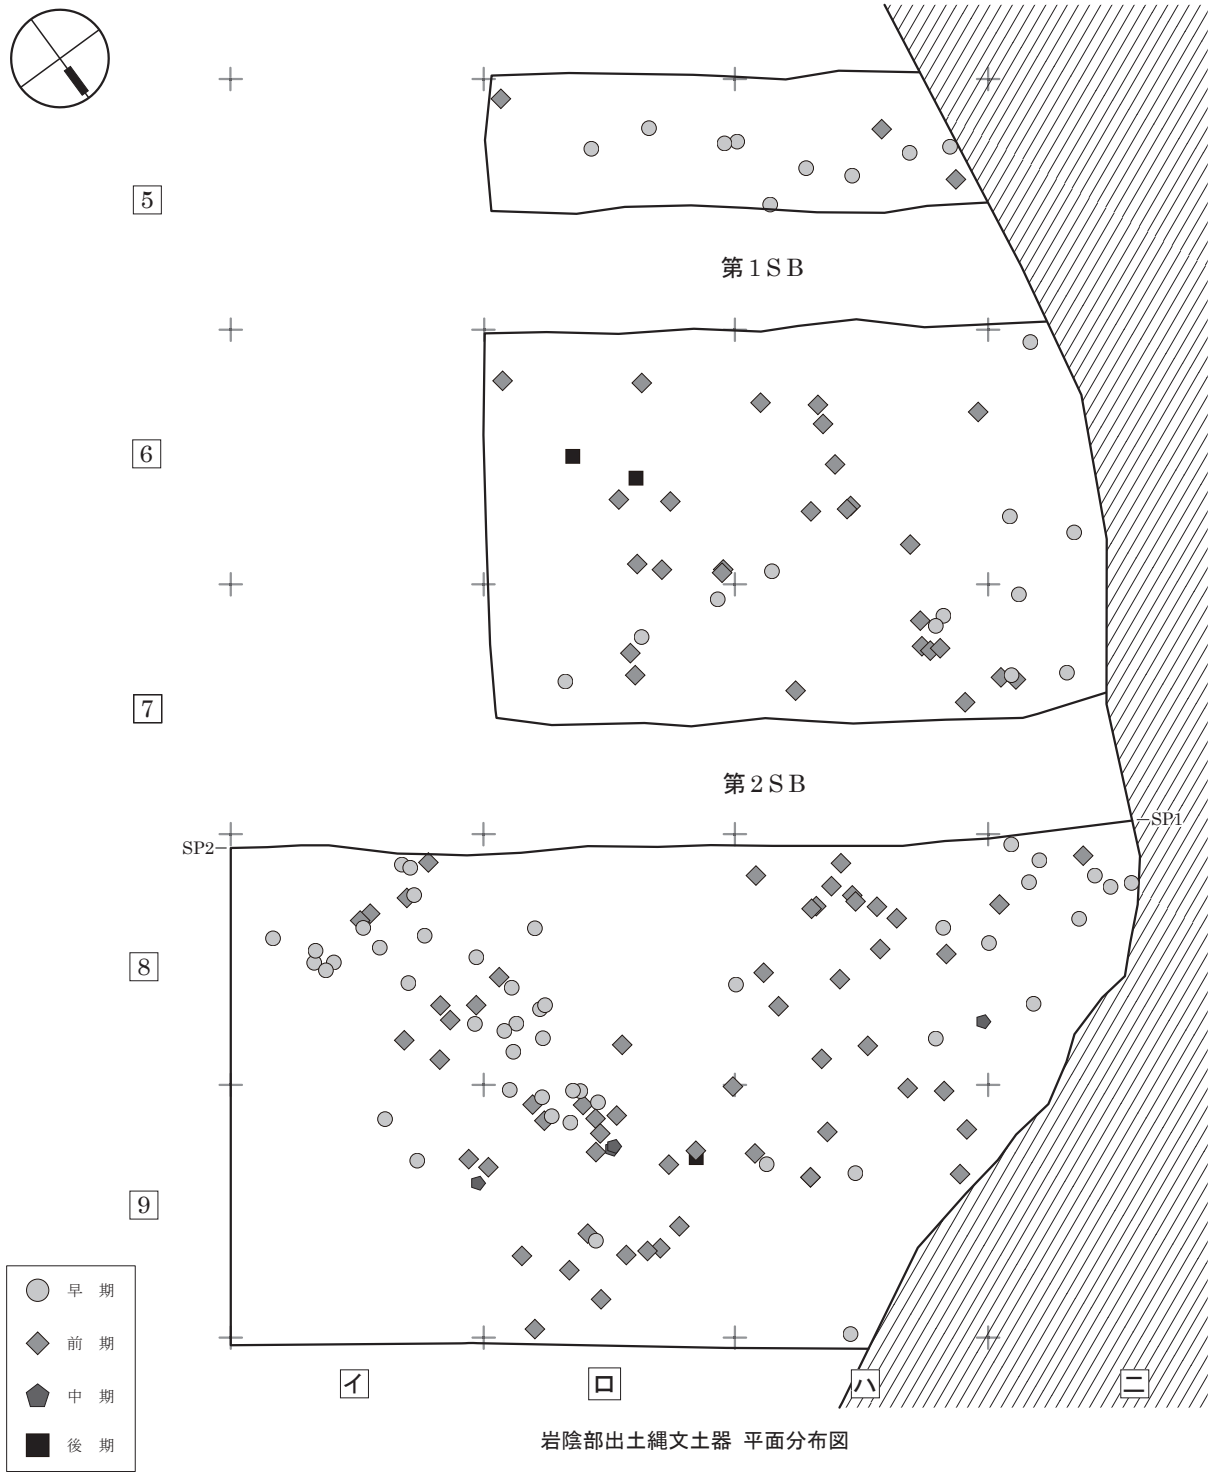 5
第1SB
6
7
第2SB
SP1
SP2
8
9
早期
前期
中期
後期
イ
ロ
ハ
ニ
岩陰部出土縄文土器 平面分布図